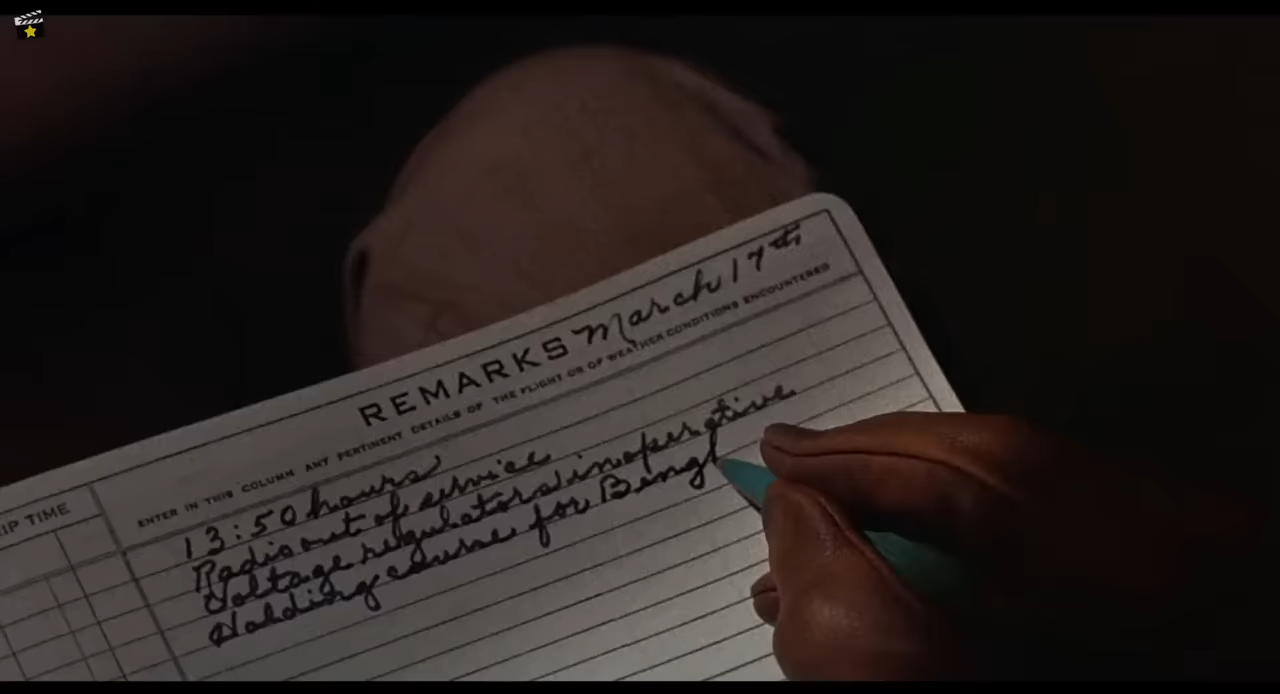 REMARKS March 17th
ENTER IN THIS COLUMN ANY PERTINENT DETAILS OF THE FLIGHT OR OF WEATHER CONDITIONS ENCOUNTERED
IP TIME
13:50 hours
Radio out of service
Voltage regulators inoperative
Holding course for Beng